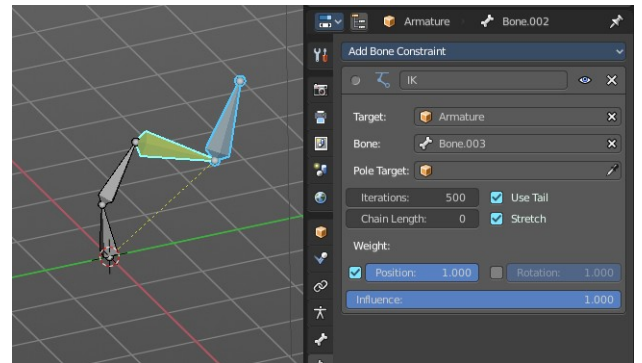 Armature Bone.002
Add Bone Constraint
IK
Target: Armature
Bone: Bone.003
Pole Target:
Iterations: 500 Use Tail
Chain Length: 0 Stretch
Weight:
Position: 1.000 Rotation: 1.000
Influence: 1.000